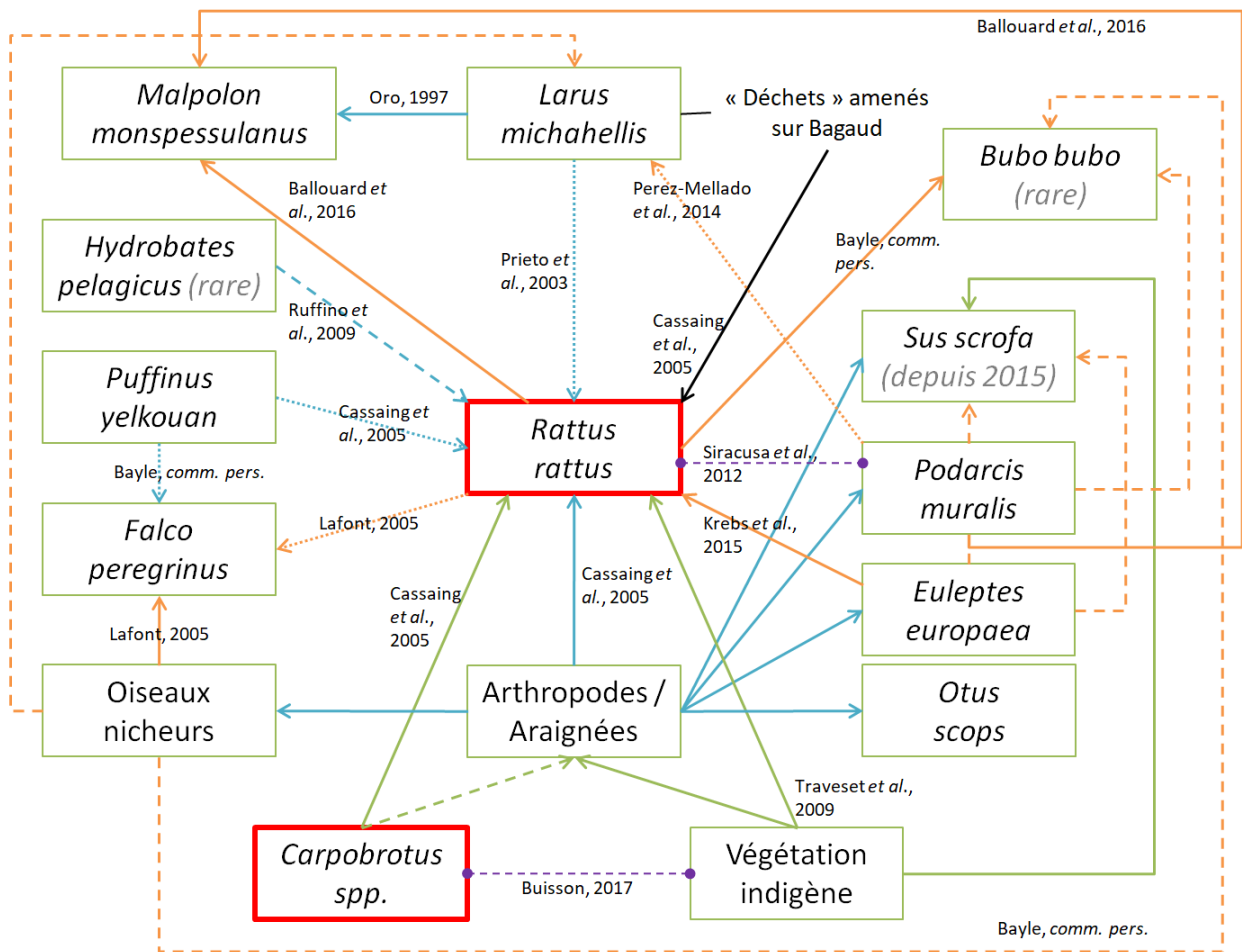 Ballouard et al., 2016
Malpolon
monspessulanus
Oro, 1997
Larus
michahellis
« Déchets » amenés
sur Bagaud
Bubo bubo
(rare)
Ballouard et
al., 2016
Perez-Mellado
et al., 2014
Hydrobates
pelagicus (rare)
Prieto et
al., 2003
Bayle, comm.
pers.
Ruffino et
al., 2009
Cassaing
et al.,
2005
Sus scrofa
(depuis 2015)
Puffinus
yelkouan
Cassaing et
al., 2005
Rattus
rattus
Siracusa et al.,
2012
Podarcis
muralis
Bayle, comm. pers.
Falco
peregrinus
Lafont, 2005
Krebs et al.,
2015
Cassaing
et al.,
2005
Cassaing et
al., 2005
Euleptes
europaea
Lafont, 2005
Oiseaux
nicheurs
Arthropodes /
Araignées
Otus
scops
Traveset et al.,
2009
Carpobrotus
spp.
Buisson, 2017
Végétation
indigène
Bayle, comm. pers.